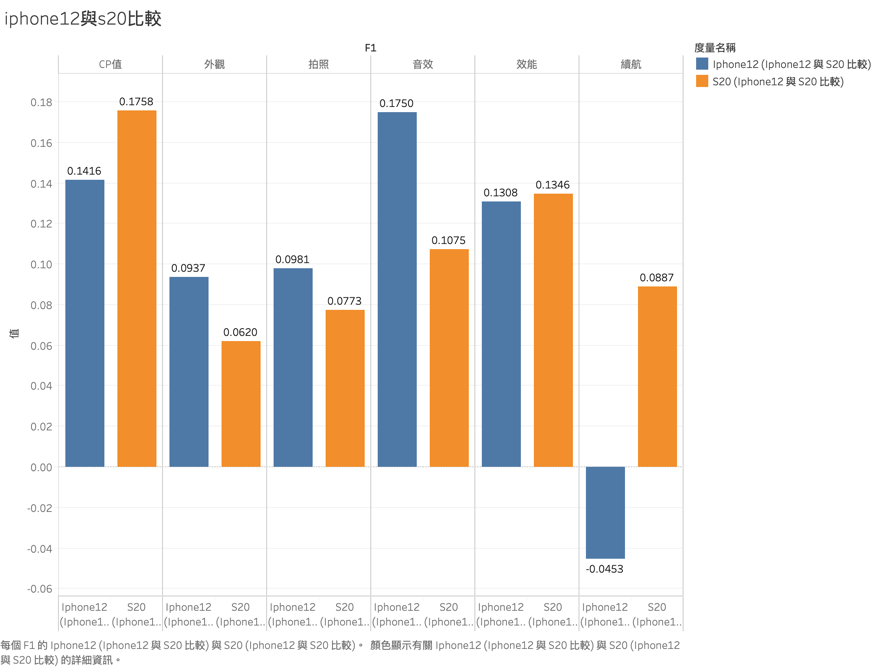 iphone12與s20比較
F1
CP值 外觀 拍照 音效 效能 續航
度量名稱
Iphone12 (Iphone12 與 S20 比較)
S20 (Iphone12 與 S20 比較)
值
0.18
0.16
0.14
0.12
0.10
0.08
0.06
0.04
0.02
0.00
-0.02
-0.04
-0.06
0.1416
0.1758
0.0937
0.0620
0.0981
0.0773
0.1750
0.1075
0.1308
0.1346
-0.0453
0.0887
Iphone12 S20 Iphone12 S20 Iphone12 S20 Iphone12 S20 Iphone12 S20 Iphone12 S20
(Iphone1.. (Iphone1.. (Iphone1.. (Iphone1.. (Iphone1.. (Iphone1.. (Iphone1.. (Iphone1.. (Iphone1.. (Iphone1.. (Iphone1.. (Iphone1..
每個 F1 的 Iphone12 (Iphone12 與 S20 比較) 與 S20 (Iphone12 與 S20 比較)。 顏色顯示有關 Iphone12 (Iphone12 與 S20 比較) 與 S20 (Iphone12
與 S20 比較) 的詳細資訊。